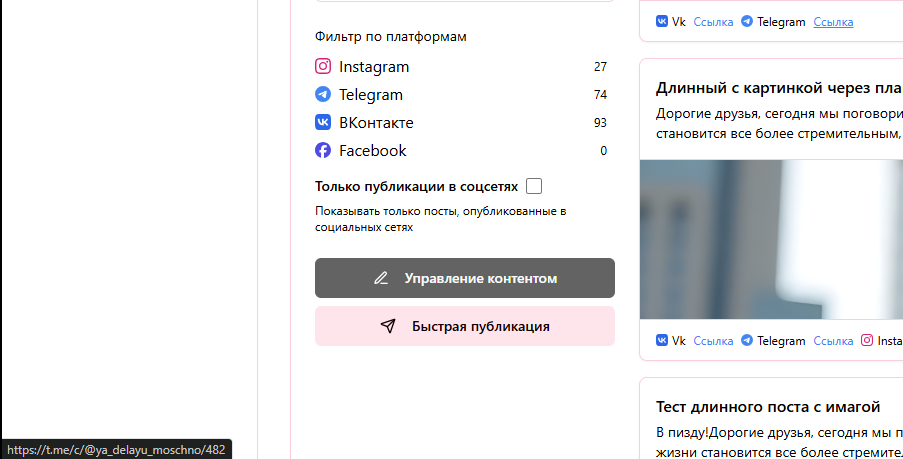 Фильтр по платформам
Instagram 27
Telegram 74
ВКонтакте 93
Facebook 0
Только публикации в соцсетях
Показывать только посты, опубликованные в
социальных сетях
Управление контентом
Быстрая публикация
Vk Ссылка Telegram Ссылка
Длинный с картинкой через пла
Дорогие друзья, сегодня мы поговори
становится все более стремительным,
Vk Ссылка Telegram Ссылка Insta
Тест длинного поста с имагой
В пизду!Дорогие друзья, сегодня мы п
жизни становится все более стремите
https://t.me/c/@ya_delayu_moschno/482